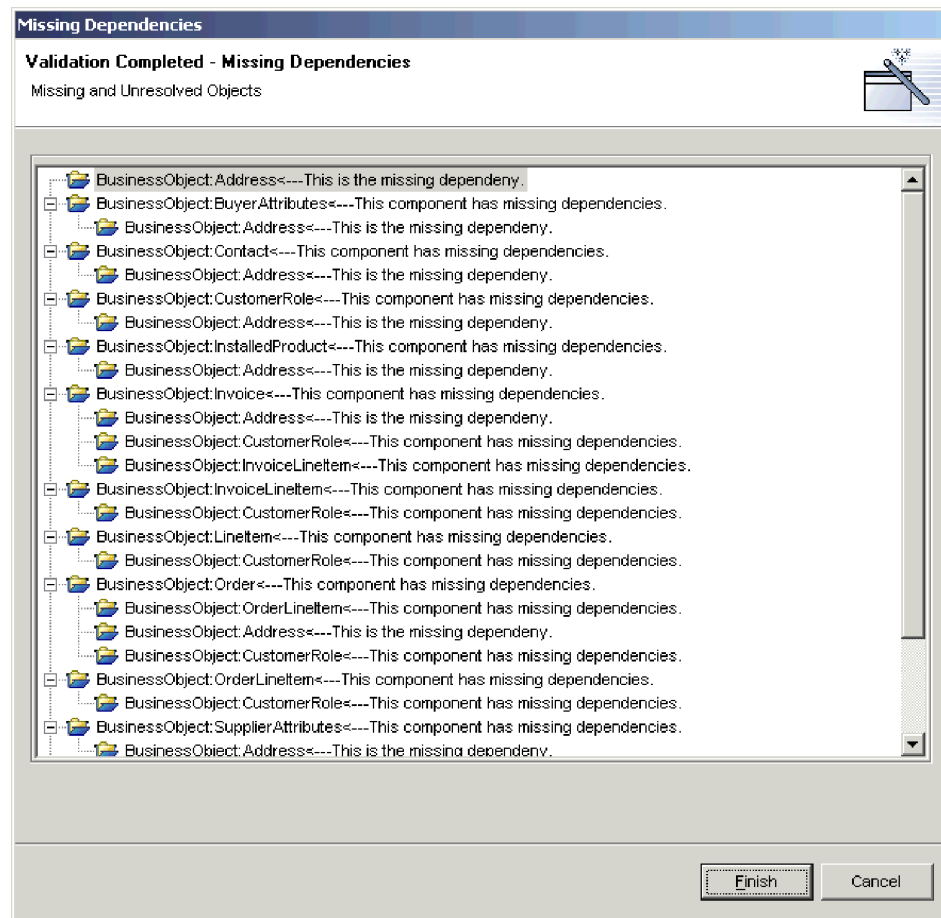 Missing Dependencies
Validation Completed - Missing Dependencies
Missing and Unresolved Objects
BusinessObject:Address<---This is the missing dependeny.
BusinessObject:BuyerAttributes<---This component has missing dependencies.
BusinessObject:Address<---This is the missing dependeny.
BusinessObject:Contact<---This component has missing dependencies.
BusinessObject:Address<---This is the missing dependeny.
BusinessObject:CustomerRole<---This component has missing dependencies.
BusinessObject:Address<---This is the missing dependeny.
BusinessObject:InstalledProduct<---This component has missing dependencies.
BusinessObject:Address<---This is the missing dependeny.
BusinessObject:Invoice<---This component has missing dependencies.
BusinessObject:Address<---This is the missing dependeny.
BusinessObject:CustomerRole<---This component has missing dependencies.
BusinessObject:InvoiceLineItem<---This component has missing dependencies.
BusinessObject:InvoiceLineItem<---This component has missing dependencies.
BusinessObject:CustomerRole<---This component has missing dependencies.
BusinessObject:LineItem<---This component has missing dependencies.
BusinessObject:CustomerRole<---This component has missing dependencies.
BusinessObject:Order<---This component has missing dependencies.
BusinessObject:OrderLineItem<---This component has missing dependencies.
BusinessObject:Address<---This is the missing dependeny.
BusinessObject:CustomerRole<---This component has missing dependencies.
BusinessObject:OrderLineItem<---This component has missing dependencies.
BusinessObject:CustomerRole<---This component has missing dependencies.
BusinessObject:SupplierAttributes<---This component has missing dependencies.
BusinessObject:Address<---This is the missing dependeny.
Finish
Cancel